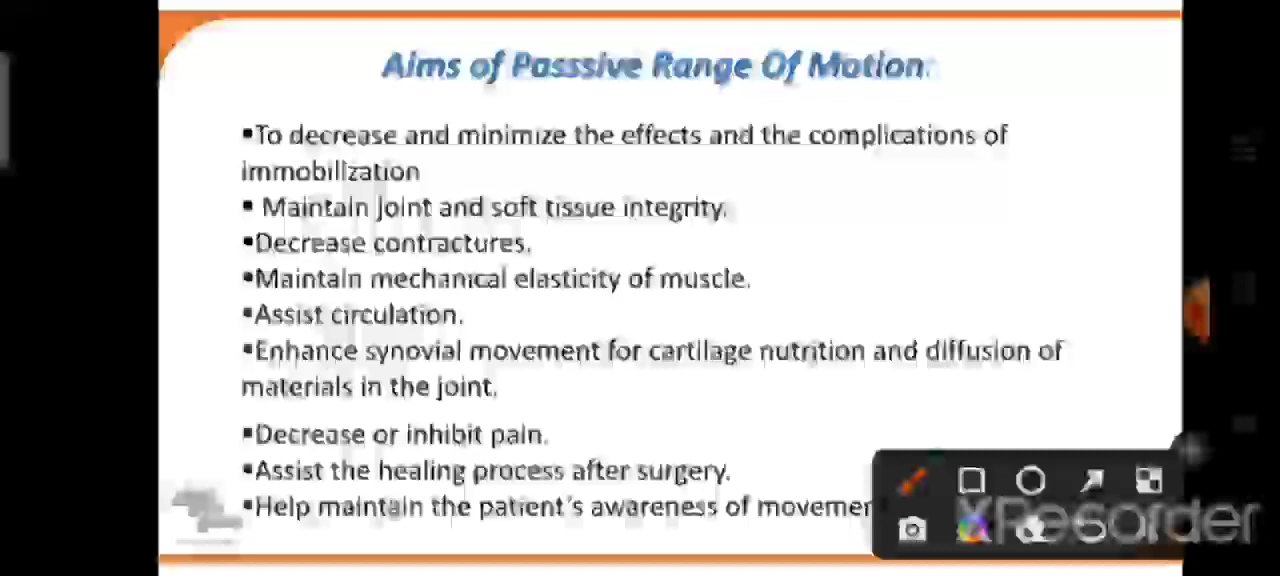 Aims of Passsive Range Of Motion:
▪To decrease and minimize the effects and the complications of
immobilization
▪ Maintain joint and soft tissue integrity.
▪Decrease contractures.
▪Maintain mechanical elasticity of muscle.
▪Assist circulation.
▪Enhance synovial movement for cartilage nutrition and diffusion of
materials in the joint.
▪Decrease or inhibit pain.
▪Assist the healing process after surgery.
▪Help maintain the patient's awareness of movemen
XRecorder